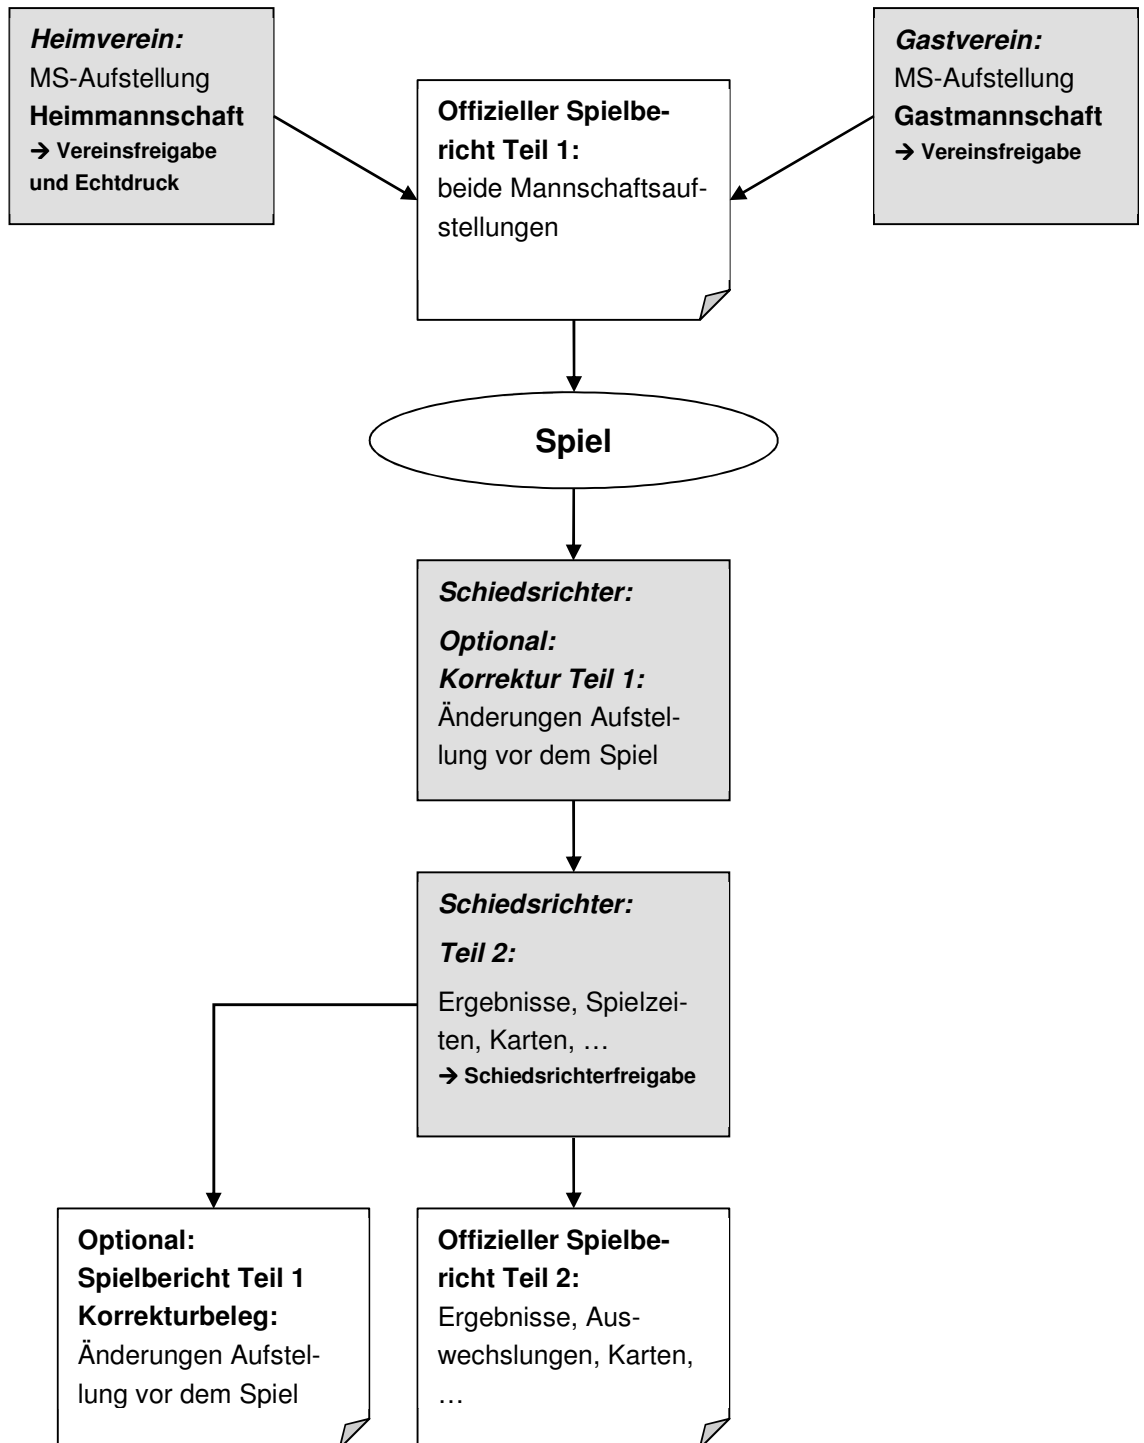 Heimverein:
MS-Aufstellung
Heimmannschaft
→ Vereinsfreigabe
und Echtdruck
Offizieller Spielbe-
richt Teil 1:
beide Mannschaftsauf-
stellungen
Gastverein:
MS-Aufstellung
Gastmannschaft
→ Vereinsfreigabe
Spiel
Schiedsrichter:
Optional:
Korrektur Teil 1:
Änderungen Aufstel-
lung vor dem Spiel
Schiedsrichter:
Teil 2:
Ergebnisse, Spielzei-
ten, Karten, …
→ Schiedsrichterfreigabe
Optional:
Spielbericht Teil 1
Korrekturbeleg:
Änderungen Aufstel-
lung vor dem Spiel
Offizieller Spielbe-
richt Teil 2:
Ergebnisse, Aus-
wechslungen, Karten,
…